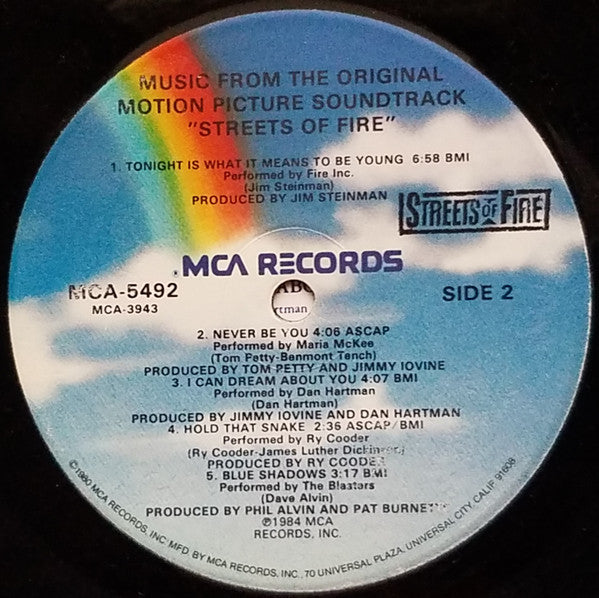 MUSIC FROM THE ORIGINAL
MOTION PICTURE SOUNDTRACK
"STREETS OF FIRE"
1. TONIGHT IS WHAT IT MEANS TO BE YOUNG 6:58 BMI
Performed by Fire Inc.
(Jim Steinman)
PRODUCED BY JIM STEINMAN
STREETS OF FIRE
MCA RECORDS
MCA-5492
MCA-3943
SIDE 2
rtman
2. NEVER BE YOU 4:06 ASCAP
Performed by Maria McKee
(Tom Petty-Benmont Tench)
PRODUCED BY TOM PETTY AND JIMMY IOVINE
3. I CAN DREAM ABOUT YOU 4:07 BMI
Performed by Dan Hartman
(Dan Hartman)
PRODUCED BY JIMMY IOVINE AND DAN HARTMAN
4. HOLD THAT SNAKE 2:36 ASCAP/BMI
Performed by Ry Cooder
(Ry Cooder-James Luther Dickinson)
PRODUCED BY RY COODER
5. BLUE SHADOWS 3:17 BMI
Performed by The Blasters
(Dave Alvin)
PRODUCED BY PHIL ALVIN AND PAT BURNETTE
℗1984 MCA
RECORDS, INC.
©1980 MCA RECORDS, INC. MFD. BY MCA RECORDS, INC., 70 UNIVERSAL PLAZA, UNIVERSAL CITY, CALIF. 91608